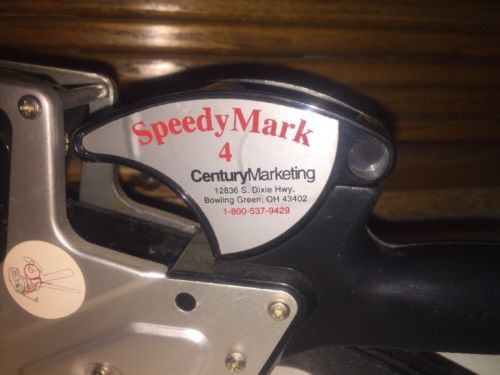 SpeedyMark
4
CenturyMarketing
12836 S. Dixie Hwy.
Bowling Green, OH 43402
1-800-537-9429